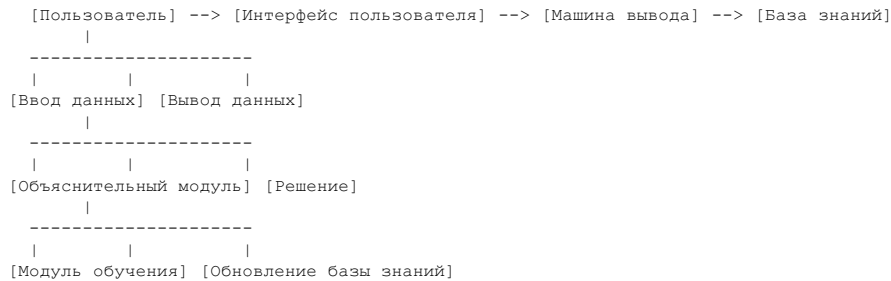 [Пользователь] --> [Интерфейс пользователя] --> [Машина вывода] --> [База знаний]
|
---------------------
| | |
[Ввод данных] [Вывод данных]
|
---------------------
| | |
[Объяснительный модуль] [Решение]
|
---------------------
| | |
[Модуль обучения] [Обновление базы знаний]